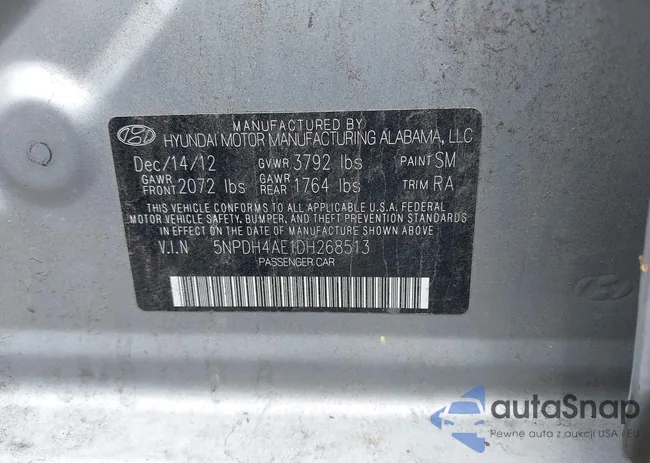 MANUFACTURED BY
HYUNDAI MOTOR MANUFACTURING ALABAMA, LLC
Dec/14/12 GVWR 3792 lbs PAINT SM
GAWR FRONT 2072 lbs GAWR REAR 1764 lbs TRIM RA
THIS VEHICLE CONFORMS TO ALL APPLICABLE U.S.A. FEDERAL
MOTOR VEHICLE SAFETY, BUMPER, AND THEFT PREVENTION STANDARDS
IN EFFECT ON THE DATE OF MANUFACTURE SHOWN ABOVE
V.I.N 5NPDH4AE1DH268513
PASSENGER CAR
autaSnap
Pewne auta z aukcji USA i EU